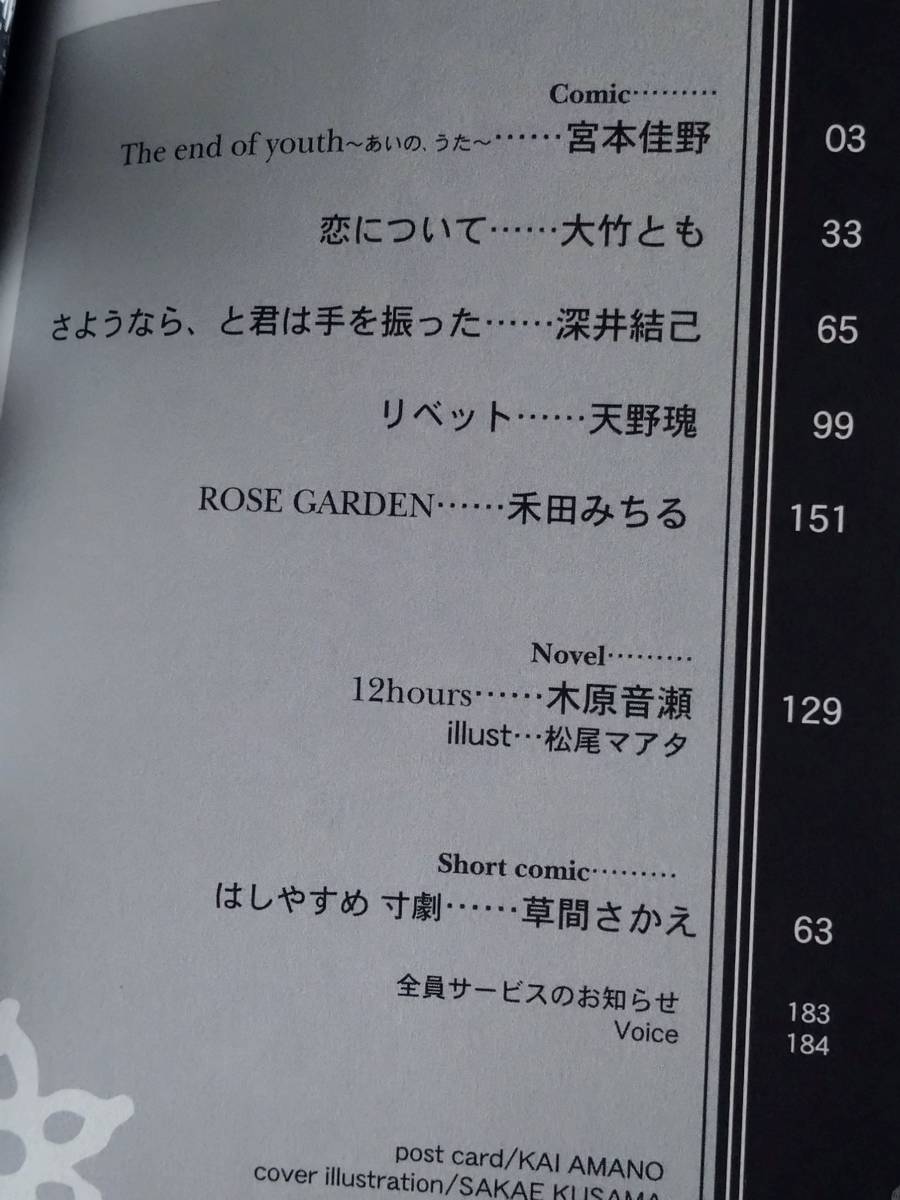 Comic………
The end of youth～あいの、うた～……宮本佳野 03
恋について……大竹とも 33
さようなら、と君は手を振った……深井結己 65
リベット……天野瑰 99
ROSE GARDEN……禾田みちる 151
Novel………
12hours……木原音瀬 129
illust…松尾マアタ
Short comic………
はしやすめ 寸劇……草間さかえ 63
全員サービスのお知らせ 183
Voice 184
post card/KAI AMANO
cover illustration/SAKAE KUSAMA